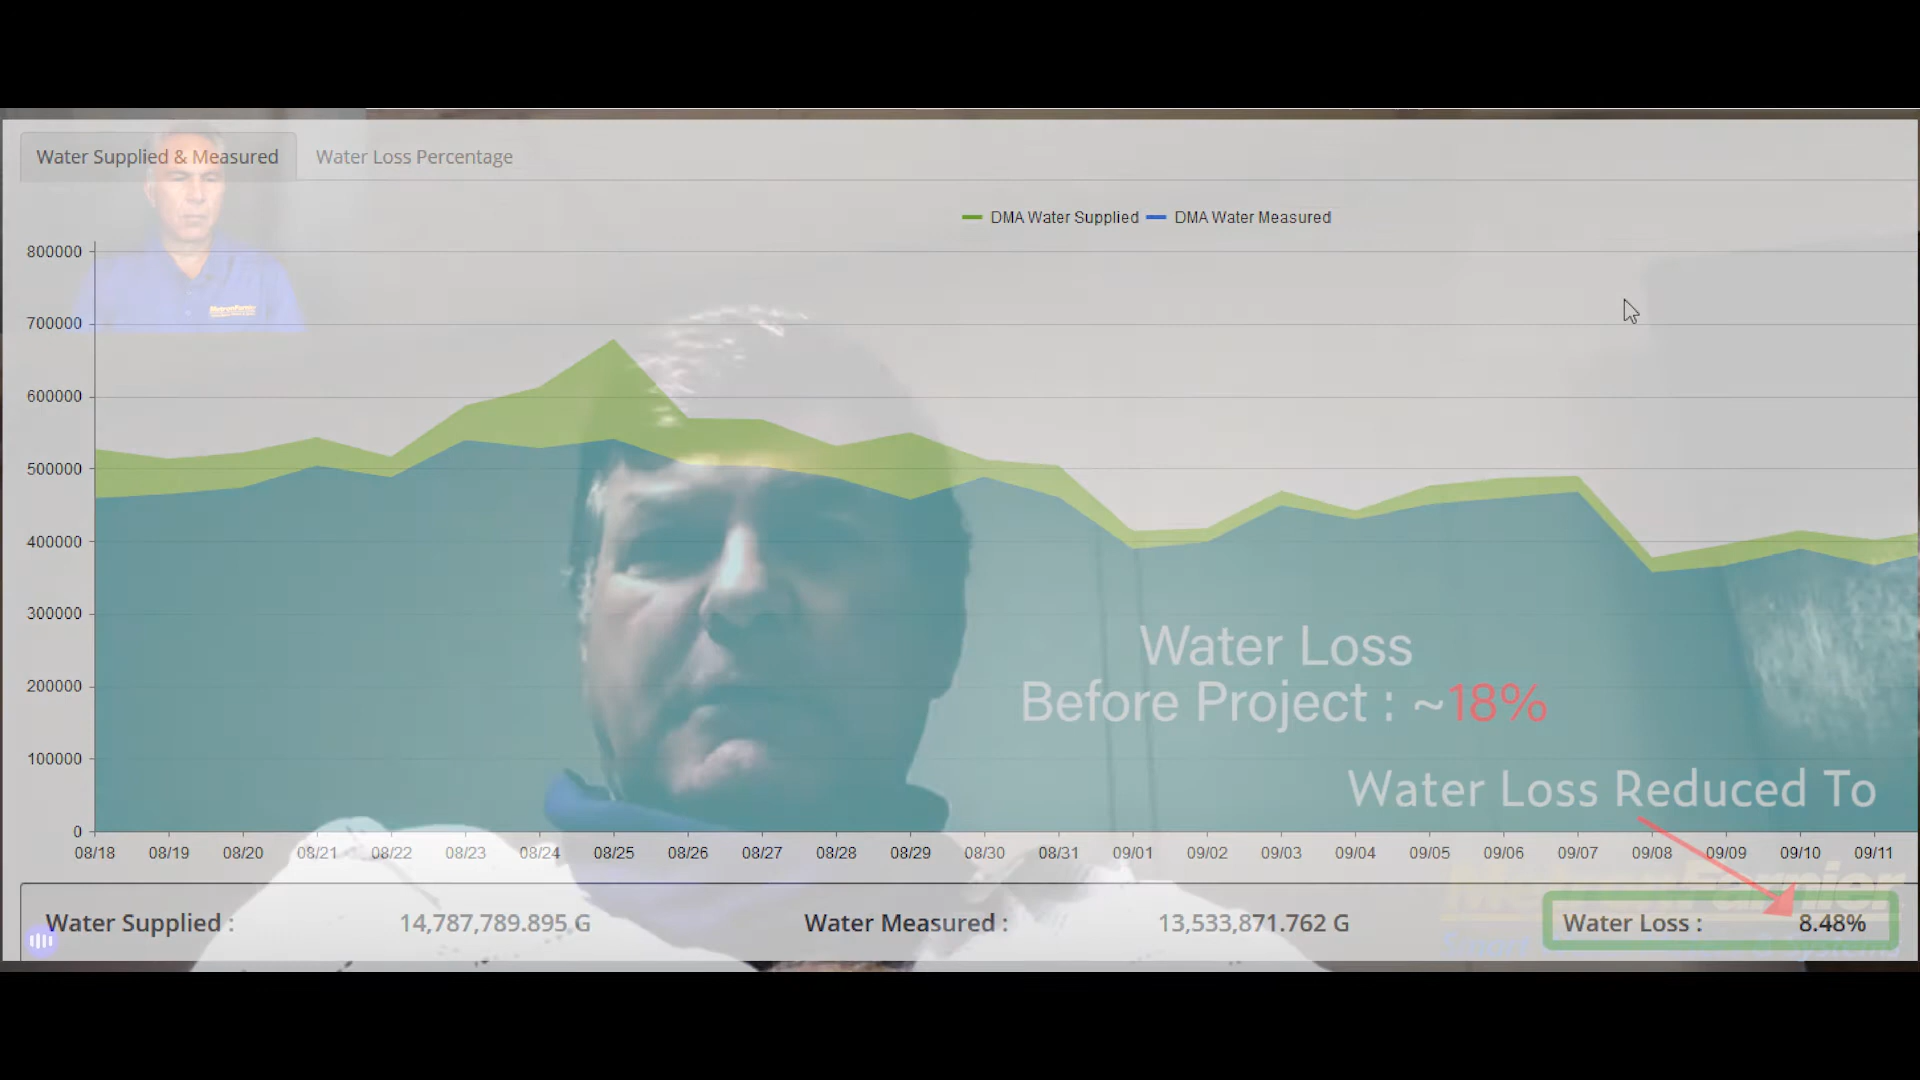 Water Supplied & Measured
Water Loss Percentage
DMA Water Supplied
DMA Water Measured
800000
700000
600000
500000
400000
300000
200000
100000
0
08/18 08/19 08/20 08/21 08/22 08/23 08/24 08/25 08/26 08/27 08/28 08/29 08/30 08/31 09/01 09/02 09/03 09/04 09/05 09/06 09/07 09/08 09/09 09/10 09/11
Water Loss
Before Project : ~18%
Water Loss Reduced To
Water Supplied : 14,787,789.895 G
Water Measured : 13,533,871.762 G
Water Loss : 8.48%